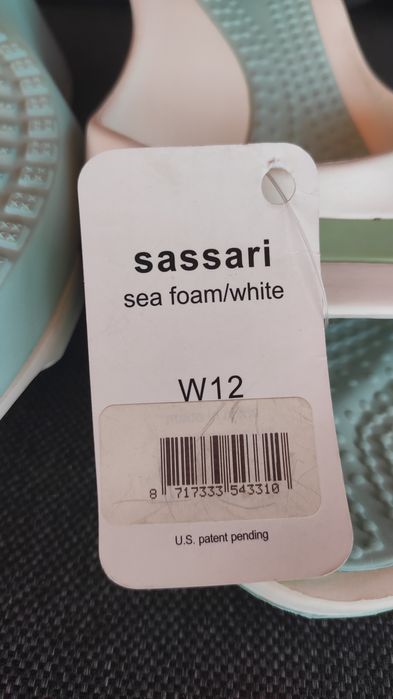 sassari
sea foam/white
W12
8 717333 543310
U.S. patent pending